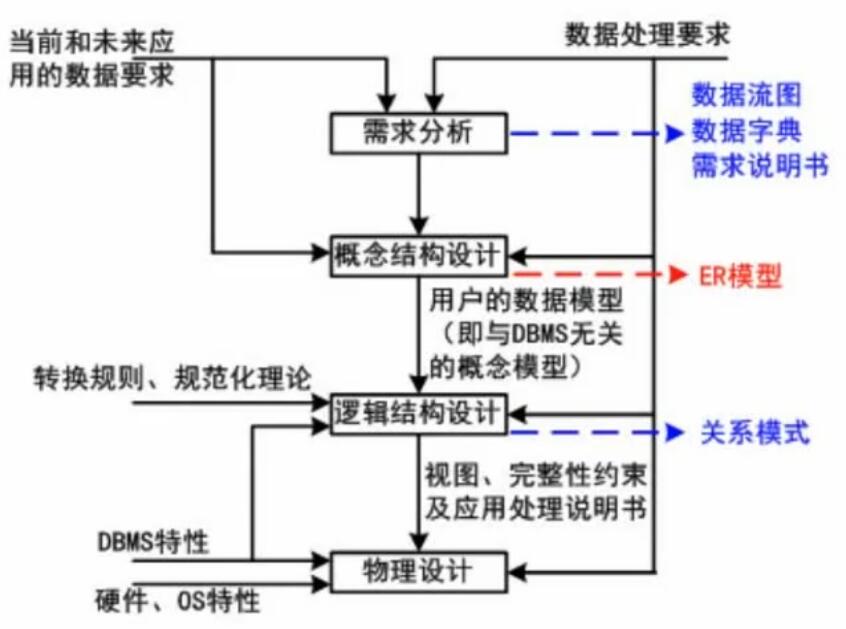 当前和未来应
用的数据要求
数据处理要求
需求分析
数据流图
数据字典
需求说明书
概念结构设计
ER模型
用户的数据模型
（即与DBMS无关
的概念模型）
转换规则、规范化理论
逻辑结构设计
关系模式
视图、完整性约束
及应用处理说明书
DBMS特性
物理设计
硬件、OS特性